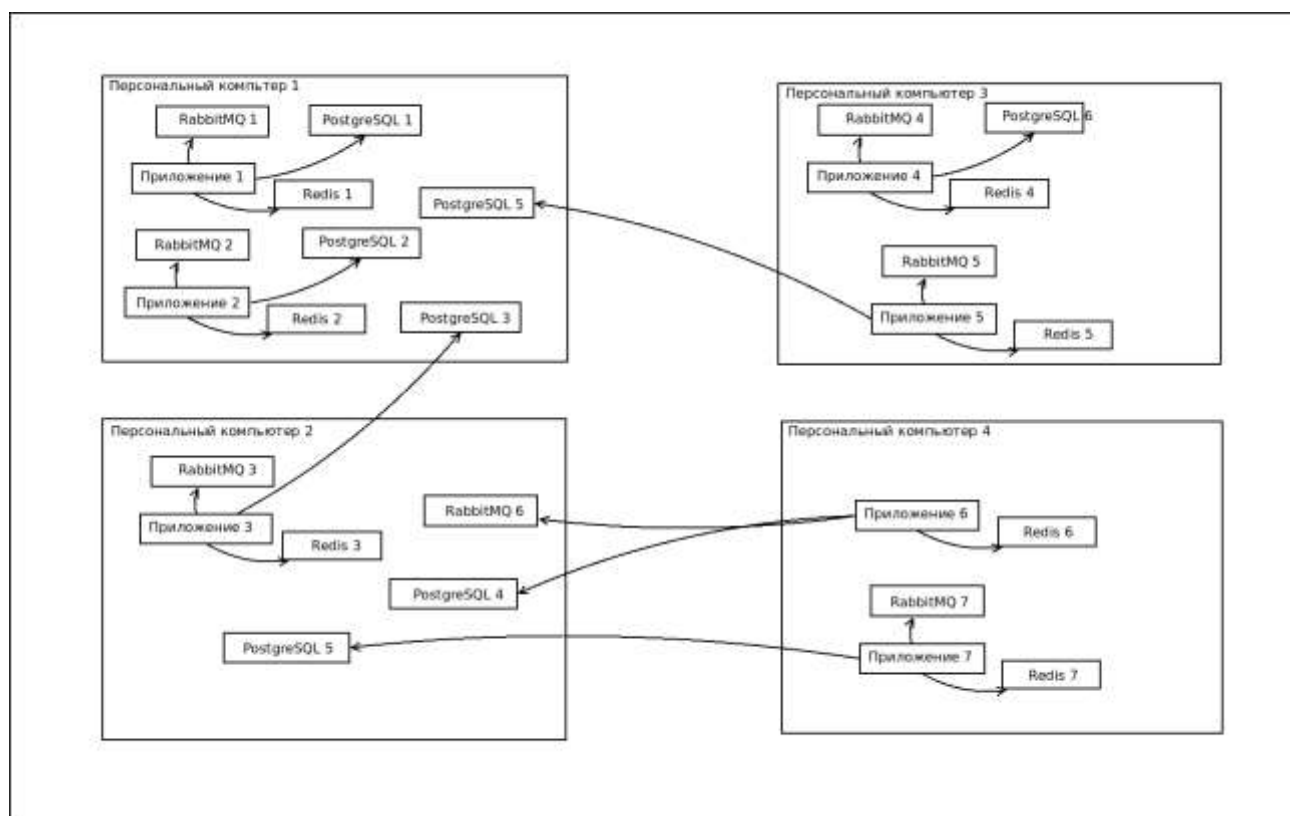 Персональный компьтер 1
RabbitMQ 1
PostgreSQL 1
Приложение 1
Redis 1
PostgreSQL 5
RabbitMQ 2
PostgreSQL 2
Приложение 2
Redis 2
PostgreSQL 3
Персональный компьютер 3
RabbitMQ 4
PostgreSQL 6
Приложение 4
Redis 4
RabbitMQ 5
Приложение 5
Redis 5
Персональный компьютер 2
RabbitMQ 3
Приложение 3
RabbitMQ 6
Redis 3
PostgreSQL 4
PostgreSQL 5
Персональный компьютер 4
Приложение 6
Redis 6
RabbitMQ 7
Приложение 7
Redis 7